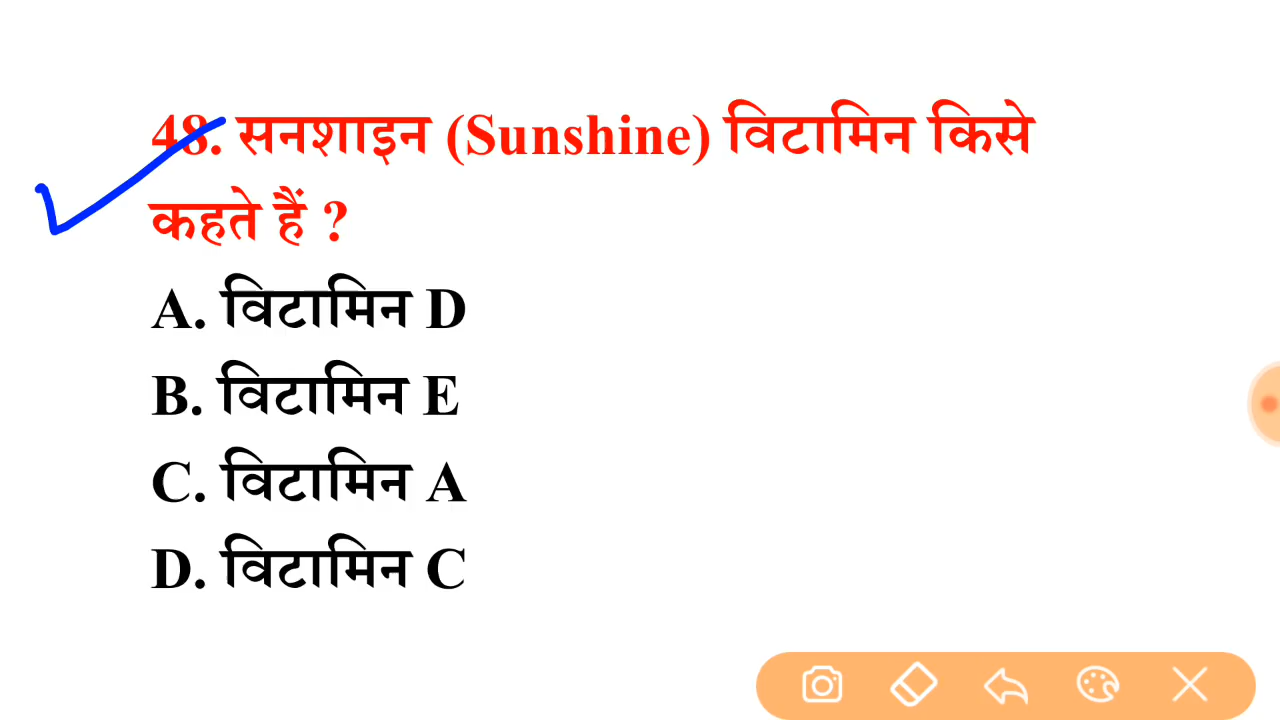 48. सनशाइन (Sunshine) विटामिन किसे
कहते हैं ?
A. विटामिन D
B. विटामिन E
C. विटामिन A
D. विटामिन C